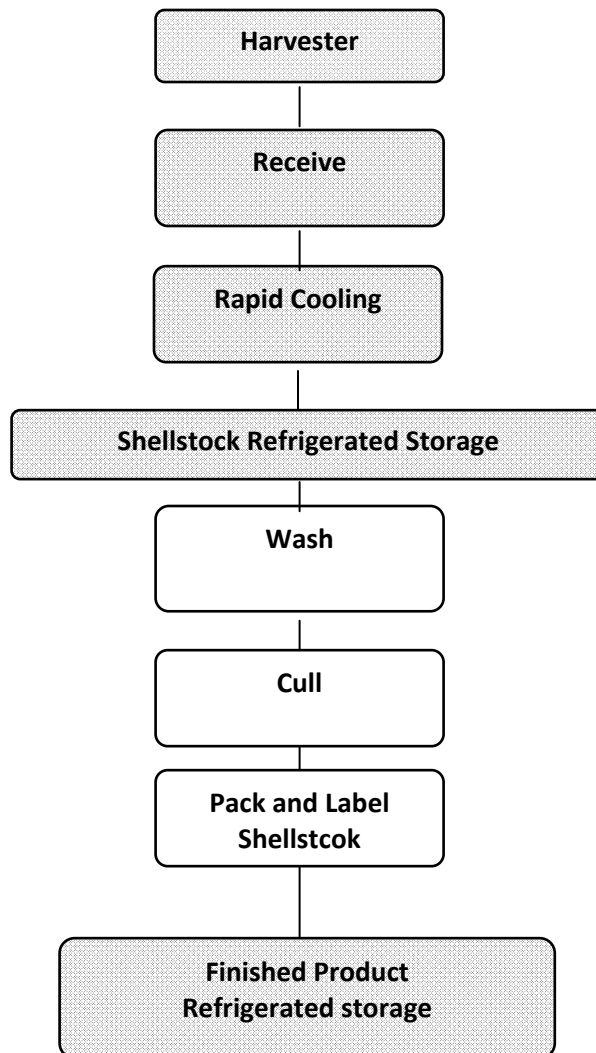 Harvester
Receive
Rapid Cooling
Shellstock Refrigerated Storage
Wash
Cull
Pack and Label
Shellstcok
Finished Product
Refrigerated storage